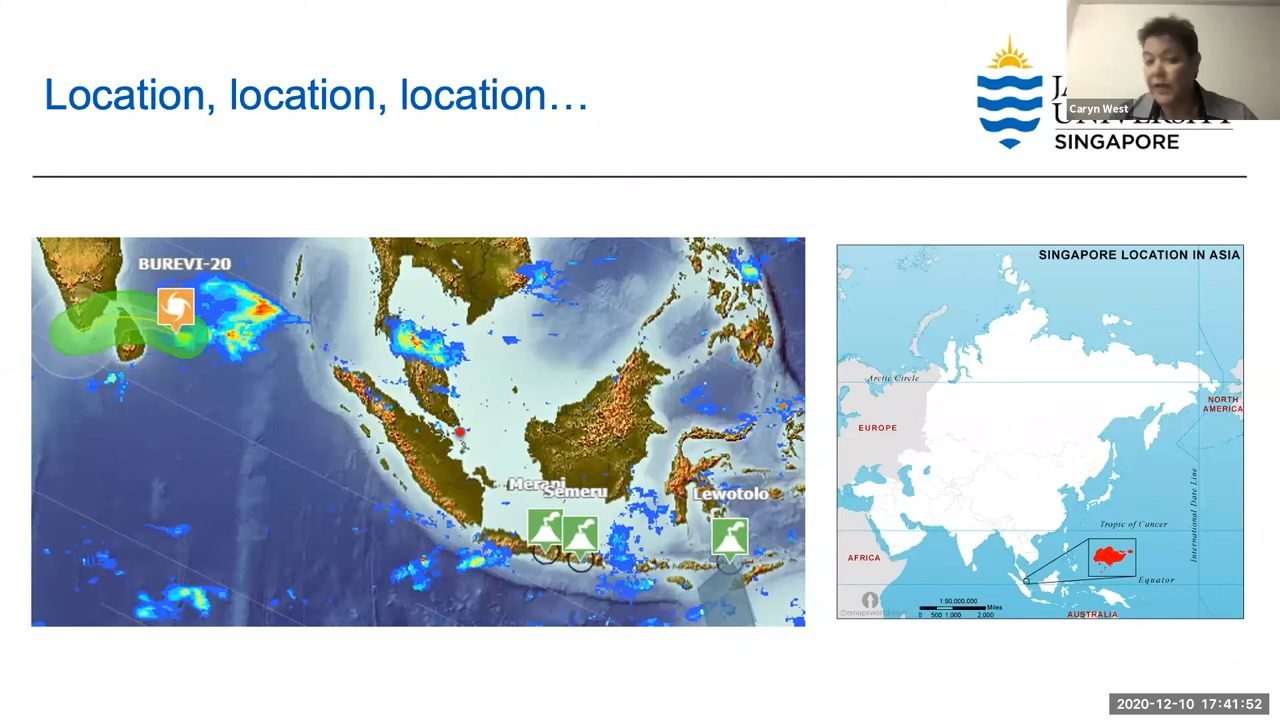 Location, location, location…
Caryn West
SINGAPORE
BUREVI-20
Merapi
Semeru
Lewotolo
SINGAPORE LOCATION IN ASIA
Arctic Circle
NORTH
AMERICA
EUROPE
International Date Line
Tropic of Cancer
AFRICA
Equator
1:90,000,000
Miles
0 500 1,000 2,000
AUSTRALIA
2020-12-10 17:41:52